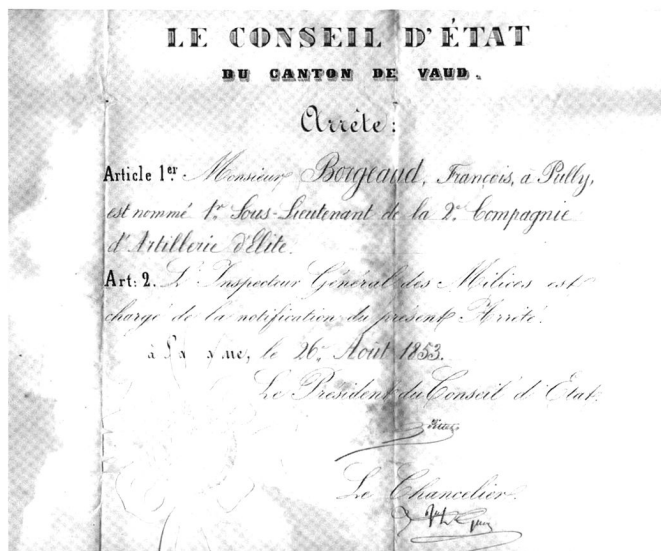 LE CONSEIL D'ÉTAT
DU CANTON DE VAUD.
Arrête:
Article 1er. Monsieur Borgeaud, François, à Pully,
est nommé 1er Sous-Lieutenant de la 2e Compagnie
d'Artillerie d'Elite.
Art: 2. L'Inspecteur Général des Milices est
chargé de la notification du présent Arrêté.
à le 26e Août 1853.
Le Président du Conseil d'Etat.
Le Chancelier.